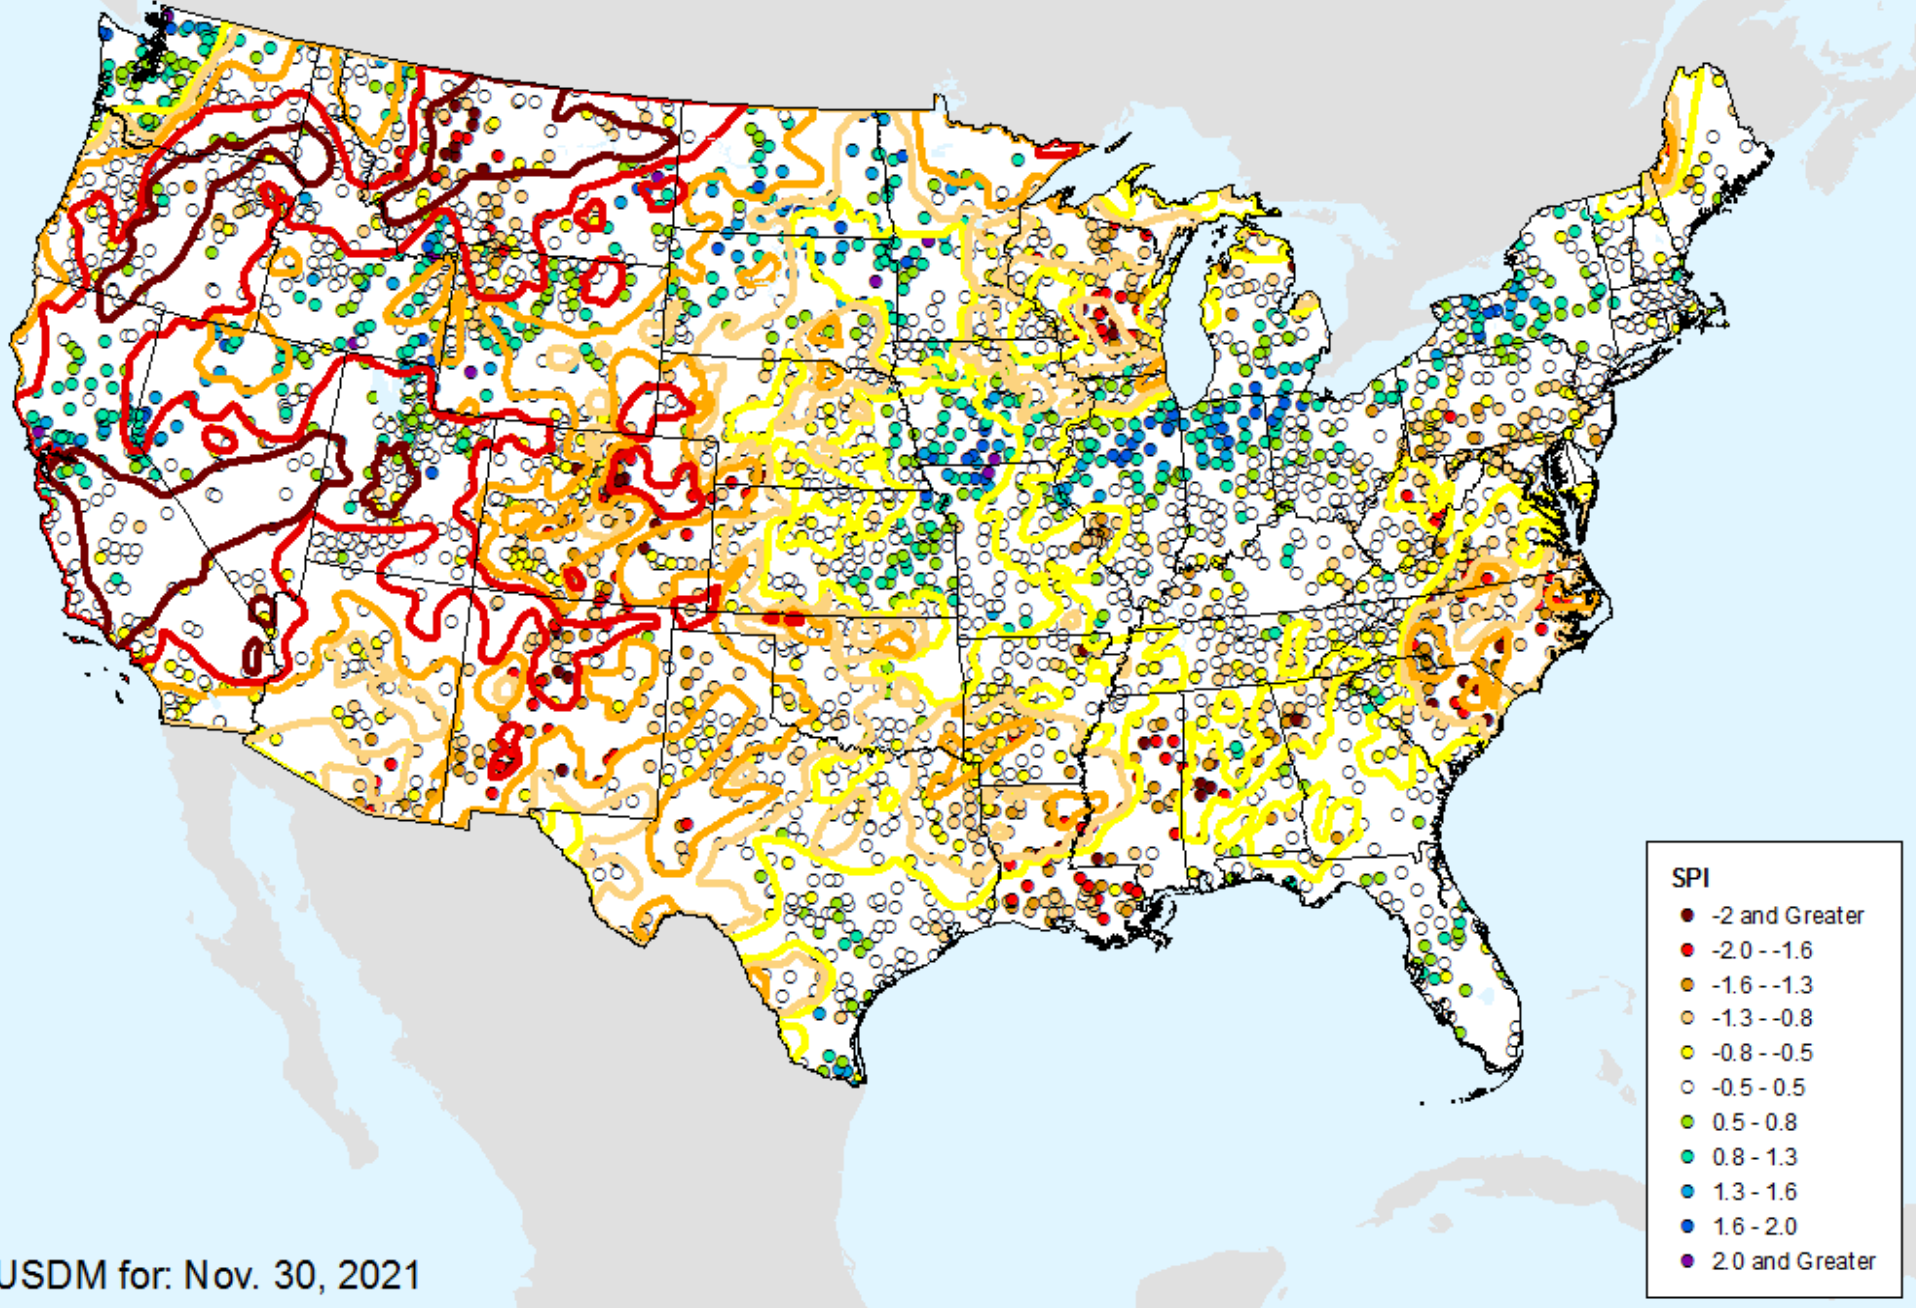 SPI
-2 and Greater
-2.0 - -1.6
-1.6 - -1.3
-1.3 - -0.8
-0.8 - -0.5
-0.5 - 0.5
0.5 - 0.8
0.8 - 1.3
1.3 - 1.6
1.6 - 2.0
2.0 and Greater
USDM for: Nov. 30, 2021